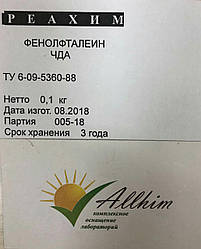 РЕАХИМ
ФЕНОЛФТАЛЕИН
ЧДА
ТУ 6-09-5360-88
Нетто 0,1 кг
Дата изготовления 08.2018
Партия 005-18
Срок хранения 3 года
Allhim
комплексное
оснащение
лабораторий